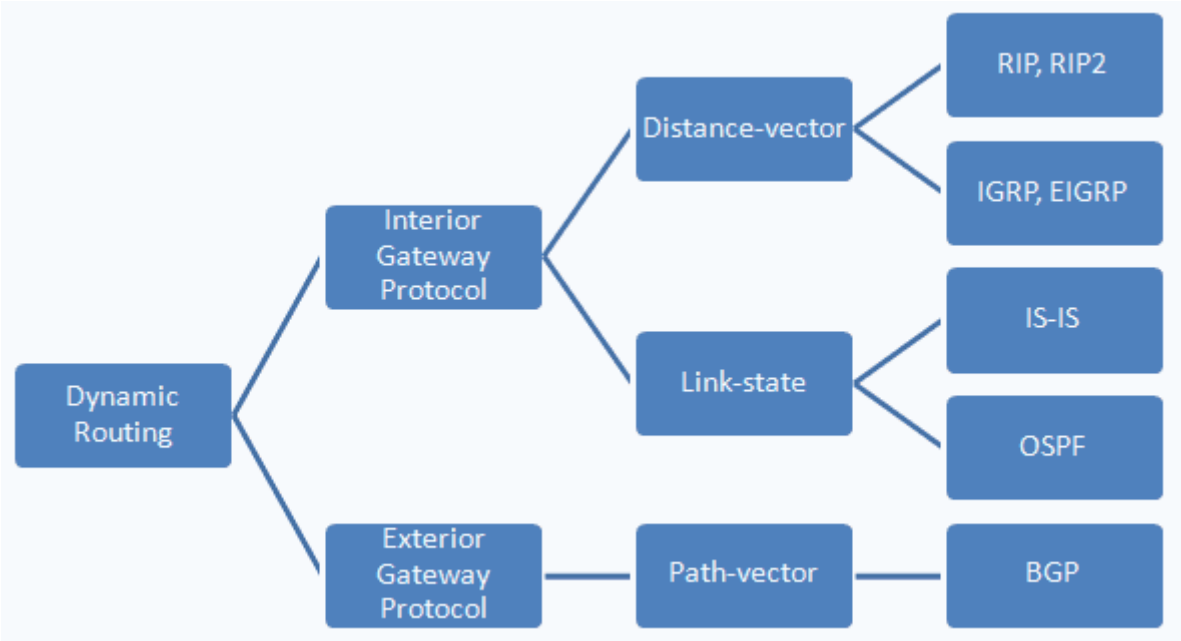 Dynamic
Routing
Interior
Gateway
Protocol
Distance-vector
RIP, RIP2
IGRP, EIGRP
Link-state
IS-IS
OSPF
Exterior
Gateway
Protocol
Path-vector
BGP